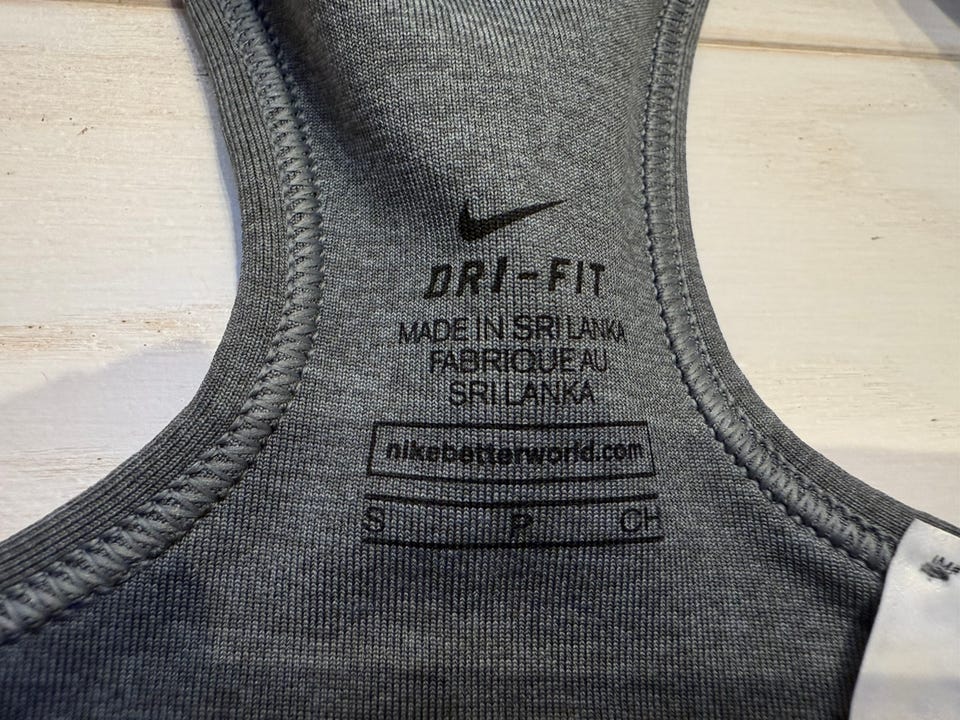 DRI-FIT
MADE IN SRI LANKA
FABRIQUE AU
SRI LANKA
nikebetterworld.com
S P CH